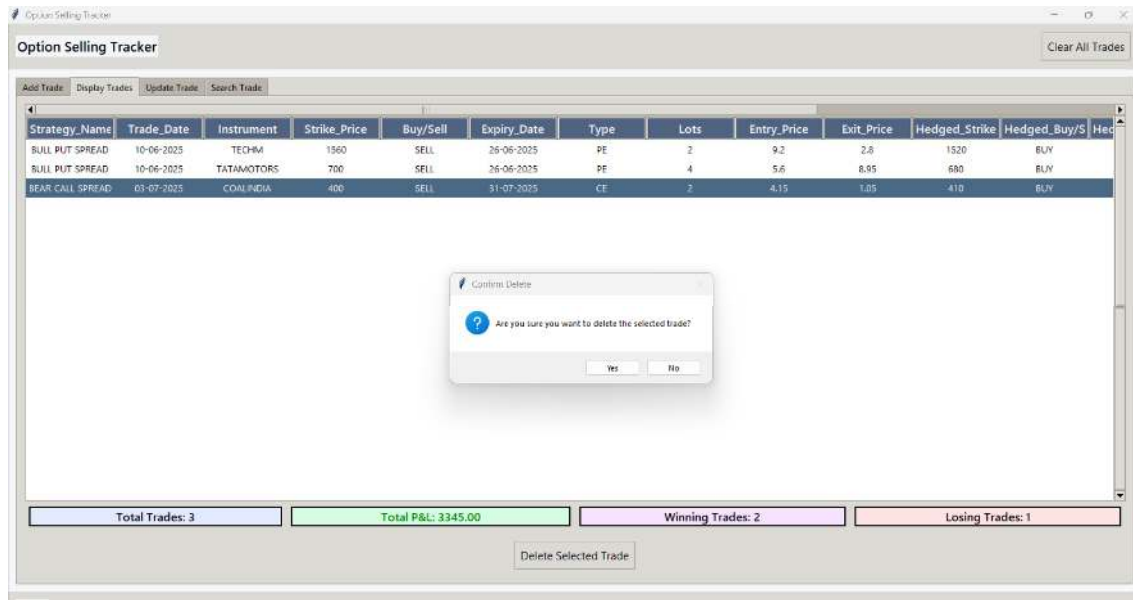 Option Selling Tracker
Option Selling Tracker
Clear All Trades
Add Trade Display Trades Update Trade Search Trade
Strategy_Name Trade_Date Instrument Strike_Price Buy/Sell Expiry_Date Type Lots Entry_Price Exit_Price Hedged_Strike Hedged_Buy/S Hed
BULL PUT SPREAD 10-06-2025 TECHM 1560 SELL 26-06-2025 PE 2 9.2 2.8 1520 BUY
BULL PUT SPREAD 10-06-2025 TATAMOTORS 700 SELL 26-06-2025 PE 4 5.6 8.95 680 BUY
BEAR CALL SPREAD 03-07-2025 COALINDIA 400 SELL 31-07-2025 CE 2 4.15 1.05 410 BUY
Confirm Delete
Are you sure you want to delete the selected trade?
Yes No
Total Trades: 3 Total P&L: 3345.00 Winning Trades: 2 Losing Trades: 1
Delete Selected Trade